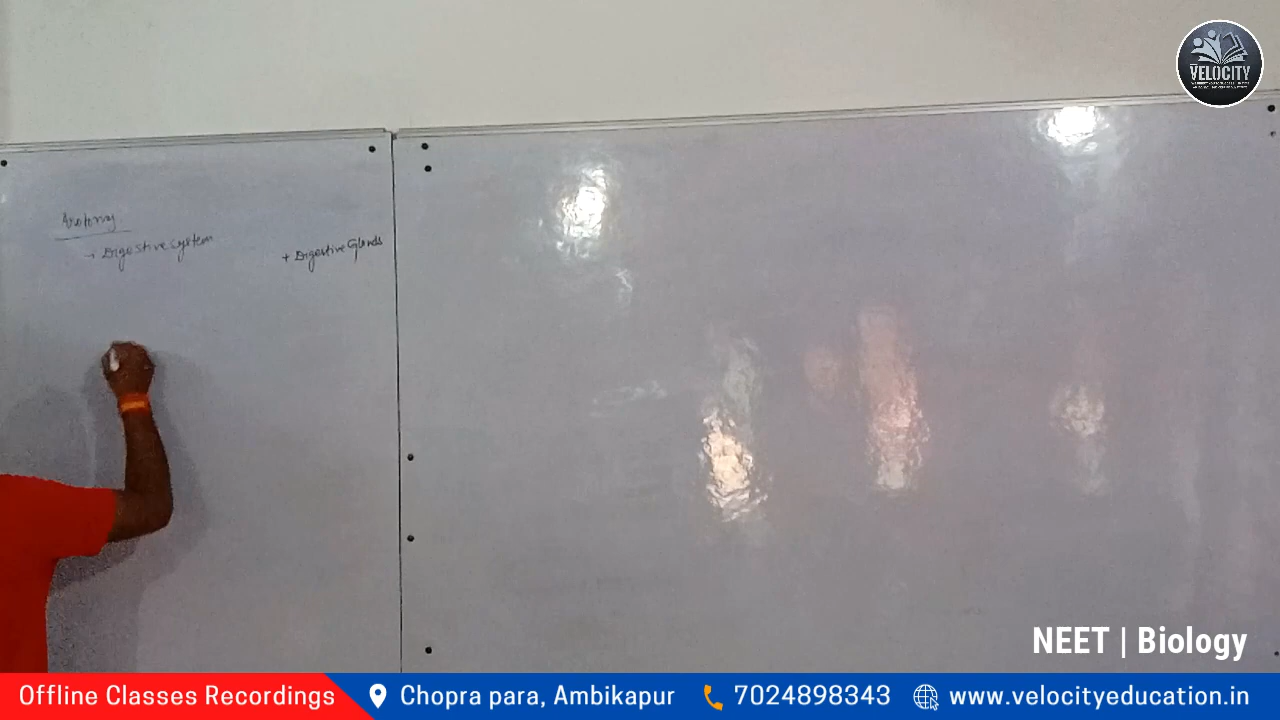 VELOCITY
Anatomy
→ Digestive System + Digestive Glands
NEET | Biology
Offline Classes Recordings
Chopra para, Ambikapur
7024898343
www.velocityeducation.in